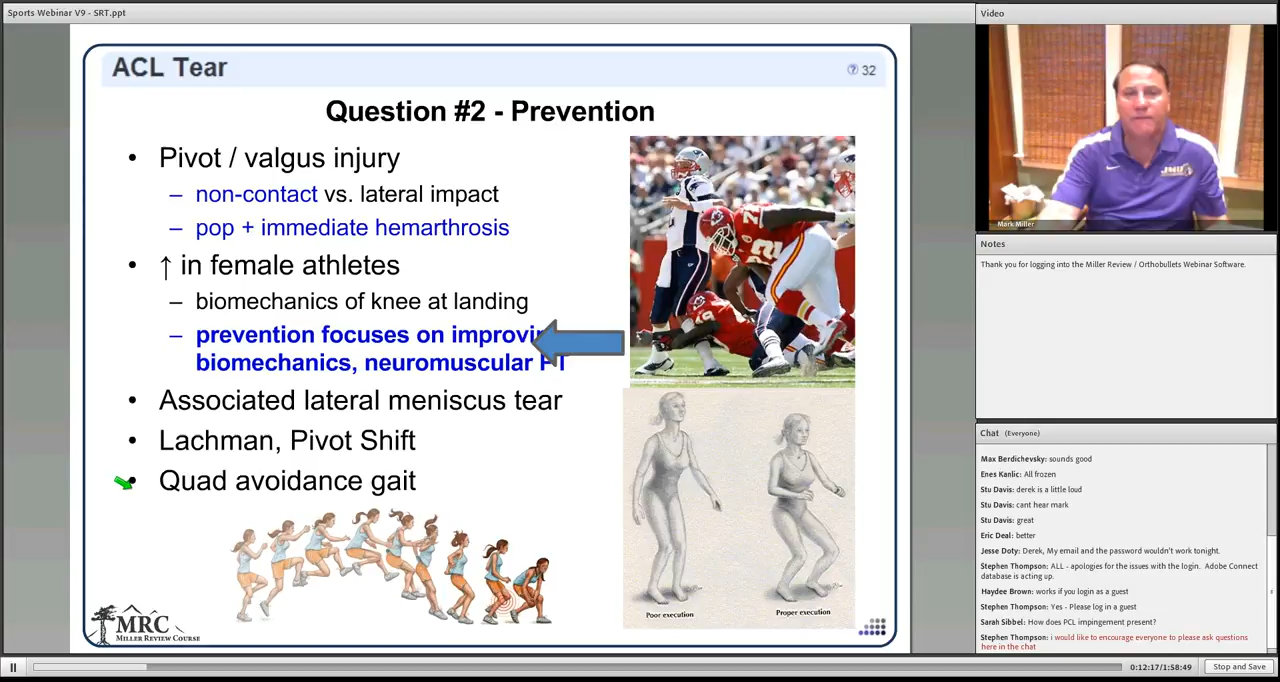 Sports Webinar V9 - SRT.ppt
ACL Tear
? 32
Question #2 - Prevention
• Pivot / valgus injury
– non-contact vs. lateral impact
– pop + immediate hemarthrosis
• ↑ in female athletes
– biomechanics of knee at landing
– prevention focuses on improvi
biomechanics, neuromuscular PT
• Associated lateral meniscus tear
• Lachman, Pivot Shift
• Quad avoidance gait
Poor execution
Proper execution
MRC
MILLER REVIEW COURSE
Video
JMU
Mark Miller
Notes
Thank you for logging into the Miller Review / Orthobullets Webinar Software.
Chat (Everyone)
Max Berdichevsky: sounds good
Enes Kanlic: All frozen
Stu Davis: derek is a little loud
Stu Davis: cant hear mark
Stu Davis: great
Eric Deal: better
Jesse Doty: Derek, My email and the password wouldn't work tonight.
Stephen Thompson: ALL - apologies for the issues with the login. Adobe Connect
database is acting up.
Haydee Brown: works if you login as a guest
Stephen Thompson: Yes - Please log in a guest
Sarah Sibbel: How does PCL impingement present?
Stephen Thompson: i would like to encourage everyone to please ask questions
here in the chat
0:12:17/1:58:49
Stop and Save